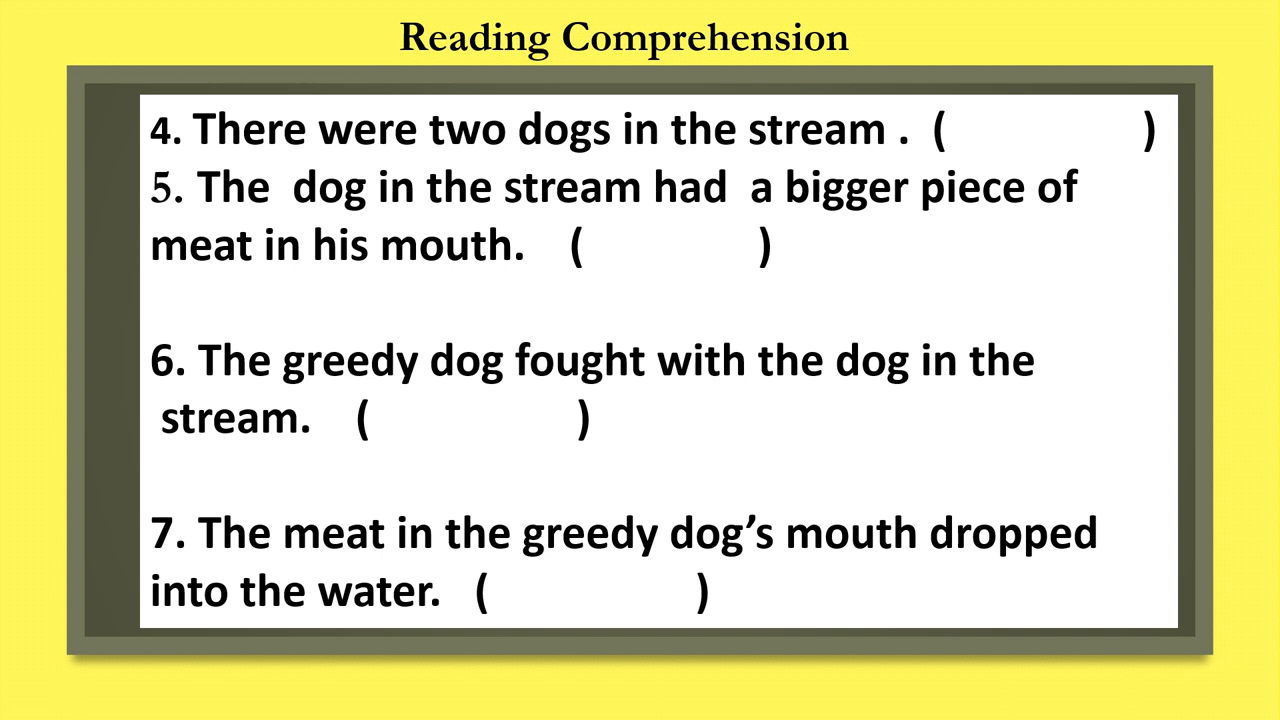 Reading Comprehension
4. There were two dogs in the stream . (                )
5. The  dog in the stream had  a bigger piece of
meat in his mouth.    (               )
6. The greedy dog fought with the dog in the
stream.    (                 )
7. The meat in the greedy dog’s mouth dropped
into the water.   (                 )